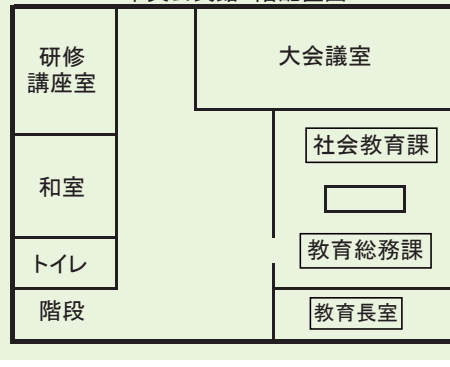 研修
講座室
大会議室
社会教育課
和室
教育総務課
トイレ
階段
教育長室